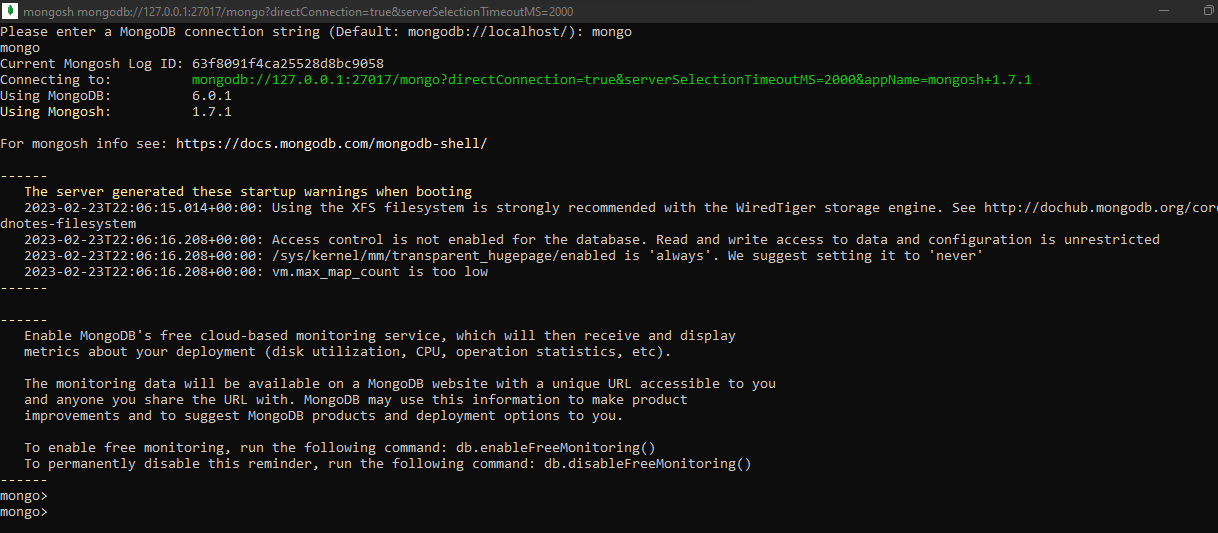 mongosh mongodb://127.0.0.1:27017/mongo?directConnection=true&serverSelectionTimeoutMS=2000
Please enter a MongoDB connection string (Default: mongodb://localhost/): mongo
mongo
Current Mongosh Log ID: 63f8091f4ca25528d8bc9058
Connecting to: mongodb://127.0.0.1:27017/mongo?directConnection=true&serverSelectionTimeoutMS=2000&appName=mongosh+1.7.1
Using MongoDB: 6.0.1
Using Mongosh: 1.7.1
For mongosh info see: https://docs.mongodb.com/mongodb-shell/
------
The server generated these startup warnings when booting
2023-02-23T22:06:15.014+00:00: Using the XFS filesystem is strongly recommended with the WiredTiger storage engine. See http://dochub.mongodb.org/core
dnotes-filesystem
2023-02-23T22:06:16.208+00:00: Access control is not enabled for the database. Read and write access to data and configuration is unrestricted
2023-02-23T22:06:16.208+00:00: /sys/kernel/mm/transparent_hugepage/enabled is 'always'. We suggest setting it to 'never'
2023-02-23T22:06:16.208+00:00: vm.max_map_count is too low
------
------
Enable MongoDB's free cloud-based monitoring service, which will then receive and display
metrics about your deployment (disk utilization, CPU, operation statistics, etc).
The monitoring data will be available on a MongoDB website with a unique URL accessible to you
and anyone you share the URL with. MongoDB may use this information to make product
improvements and to suggest MongoDB products and deployment options to you.
To enable free monitoring, run the following command: db.enableFreeMonitoring()
To permanently disable this reminder, run the following command: db.disableFreeMonitoring()
------
mongo>
mongo>